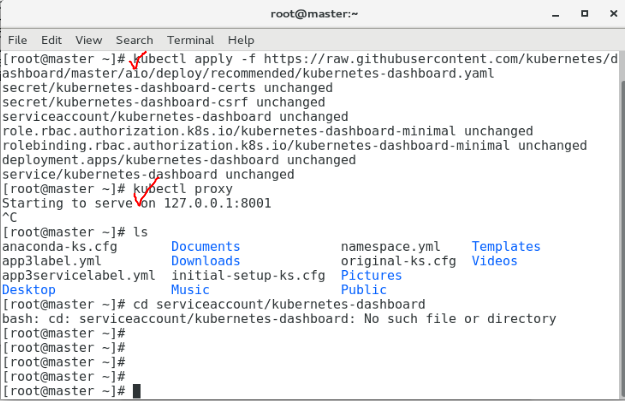 root@master:~
File Edit View Search Terminal Help
[root@master ~]# kubectl apply -f https://raw.githubusercontent.com/kubernetes/d
ashboard/master/aio/deploy/recommended/kubernetes-dashboard.yaml
secret/kubernetes-dashboard-certs unchanged
secret/kubernetes-dashboard-csrf unchanged
serviceaccount/kubernetes-dashboard unchanged
role.rbac.authorization.k8s.io/kubernetes-dashboard-minimal unchanged
rolebinding.rbac.authorization.k8s.io/kubernetes-dashboard-minimal unchanged
deployment.apps/kubernetes-dashboard unchanged
service/kubernetes-dashboard unchanged
[root@master ~]# kubectl proxy
Starting to serve on 127.0.0.1:8001
^C
[root@master ~]# ls
anaconda-ks.cfg Documents namespace.yml Templates
app3label.yml Downloads original-ks.cfg Videos
app3servicelabel.yml initial-setup-ks.cfg Pictures
Desktop Music Public
[root@master ~]# cd serviceaccount/kubernetes-dashboard
bash: cd: serviceaccount/kubernetes-dashboard: No such file or directory
[root@master ~]#
[root@master ~]#
[root@master ~]#
[root@master ~]#
[root@master ~]#